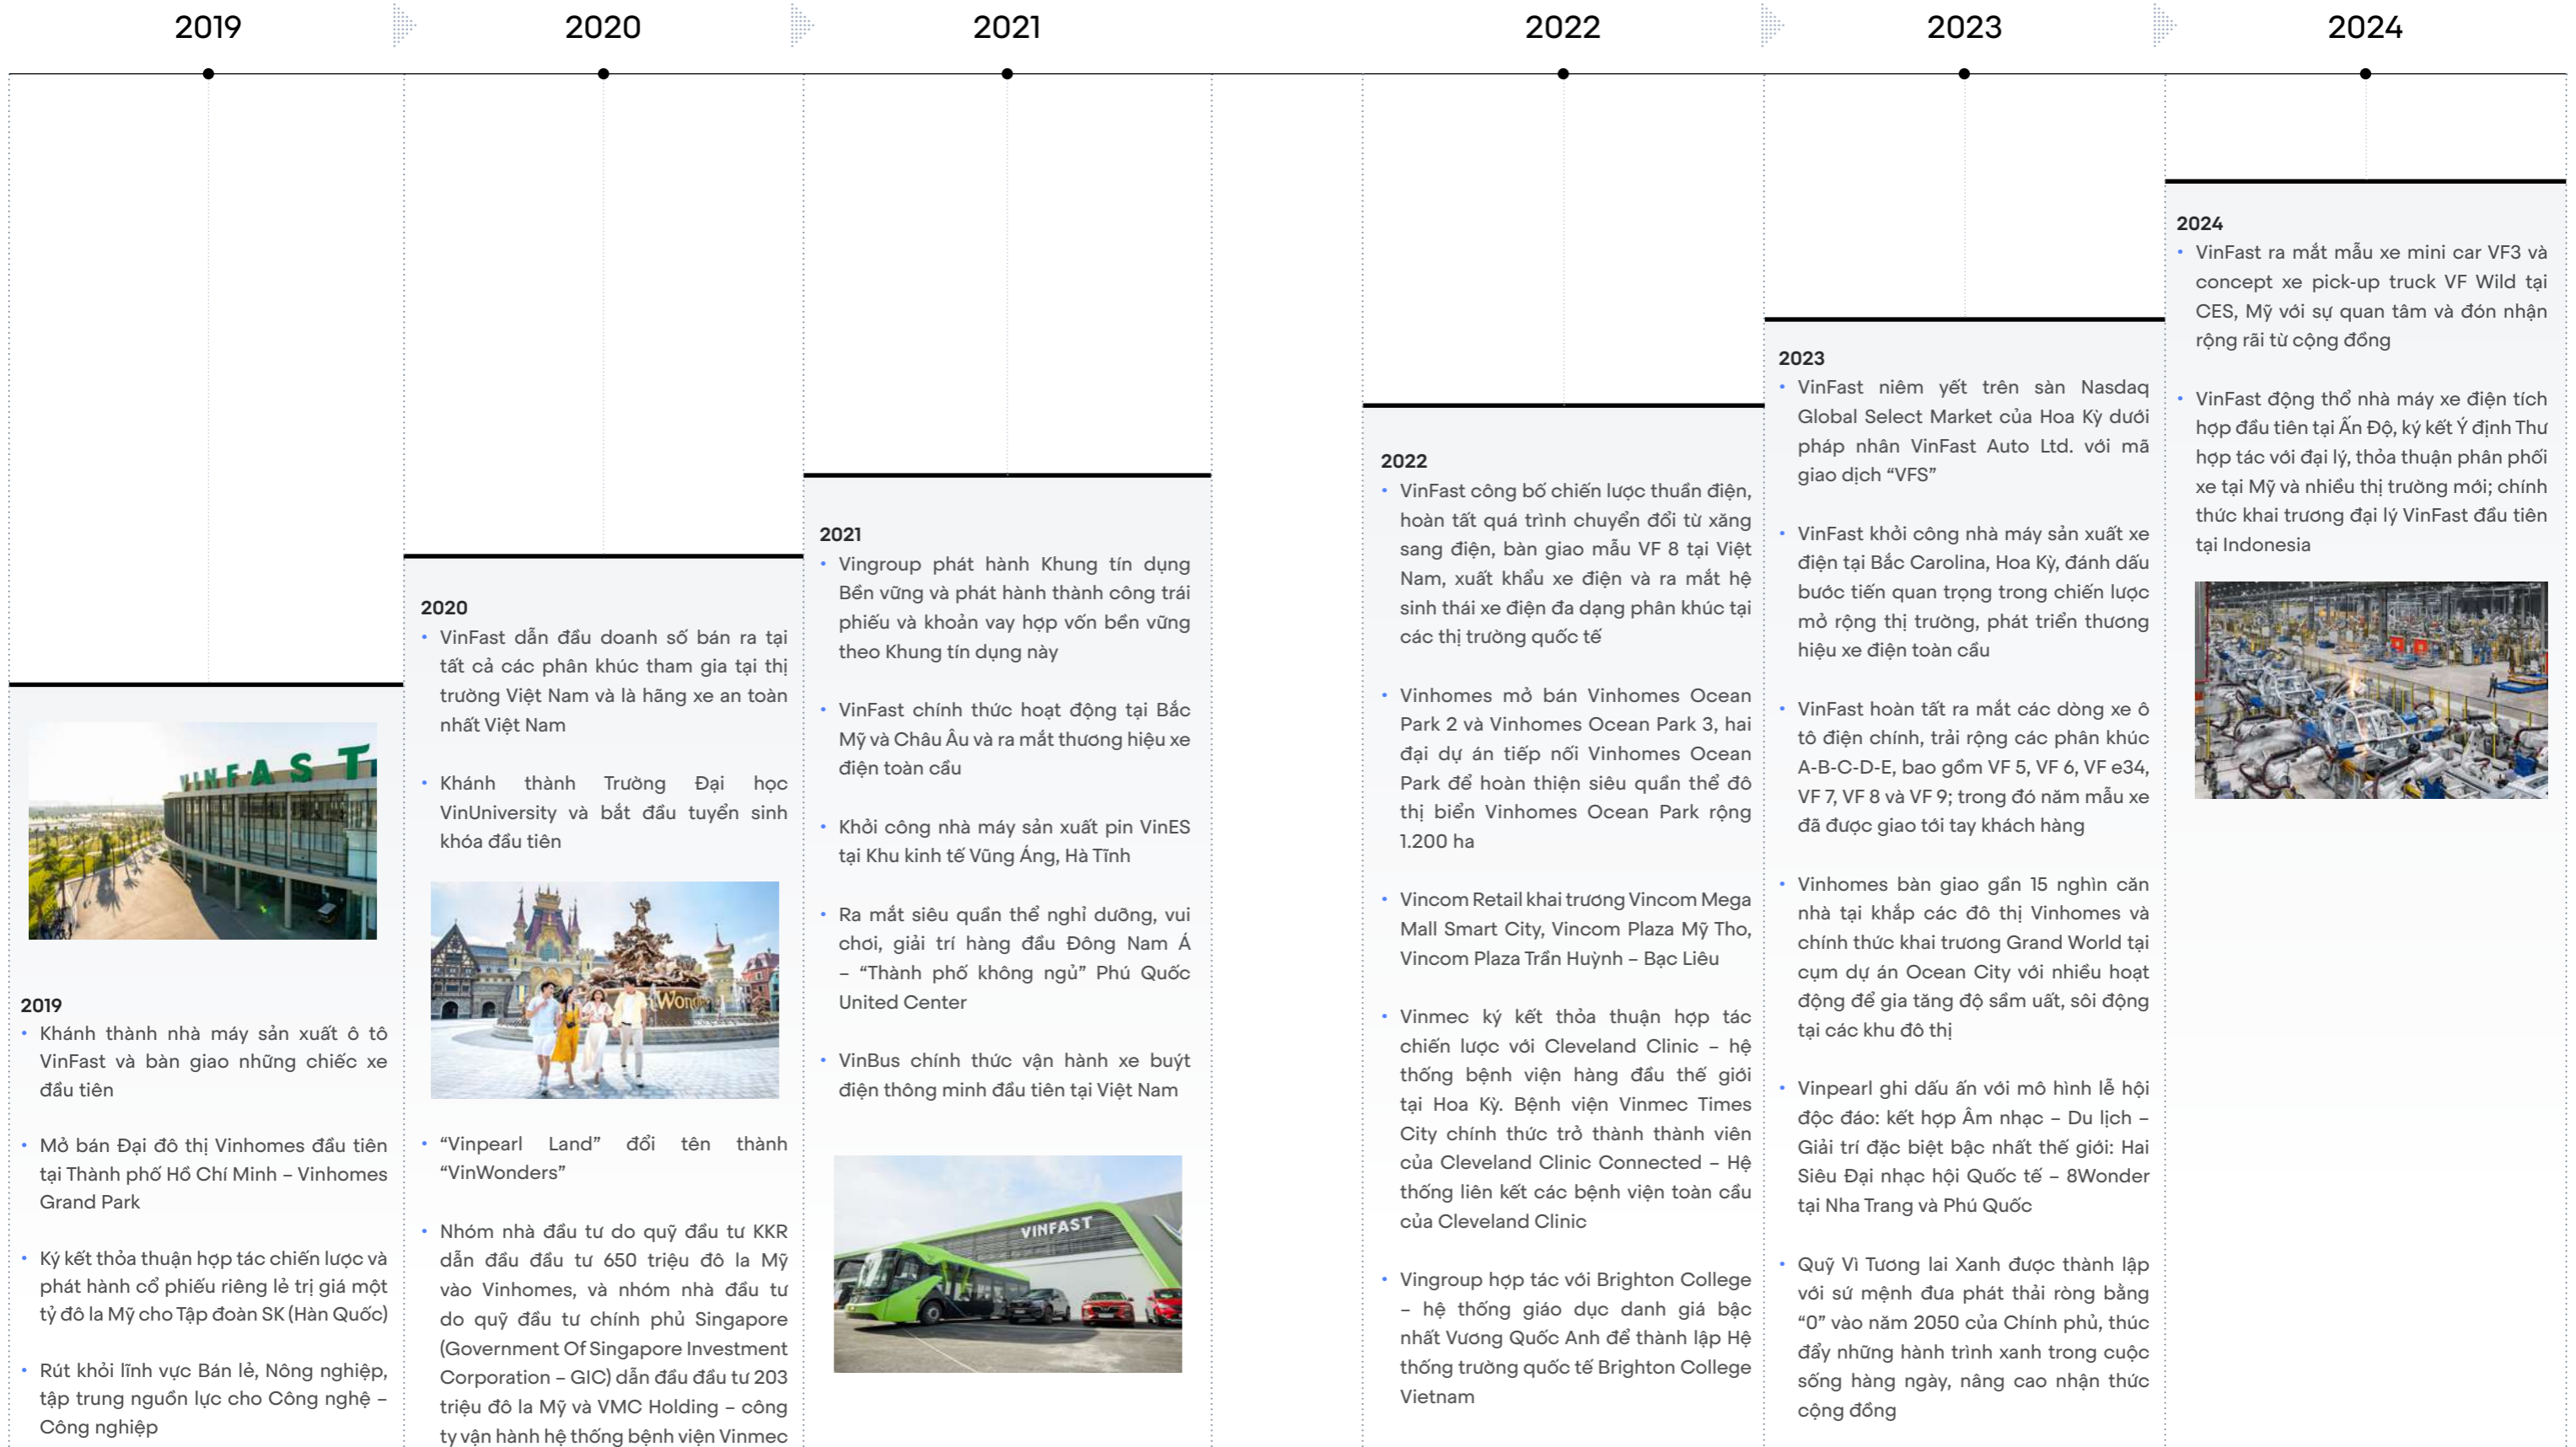 2019
2020
2021
2022
2023
2024
VINFAST
2019
• Khánh thành nhà máy sản xuất ô tô
VinFast và bàn giao những chiếc xe
đầu tiên
• Mở bán Đại đô thị Vinhomes đầu tiên
tại Thành phố Hồ Chí Minh – Vinhomes
Grand Park
• Ký kết thỏa thuận hợp tác chiến lược và
phát hành cổ phiếu riêng lẻ trị giá một
tỷ đô la Mỹ cho Tập đoàn SK (Hàn Quốc)
• Rút khỏi lĩnh vực Bán lẻ, Nông nghiệp,
tập trung nguồn lực cho Công nghệ –
Công nghiệp
2020
• VinFast dẫn đầu doanh số bán ra tại
tất cả các phân khúc tham gia tại thị
trường Việt Nam và là hãng xe an toàn
nhất Việt Nam
• Khánh thành Trường Đại học
VinUniversity và bắt đầu tuyển sinh
khóa đầu tiên
Wonder
• “Vinpearl Land” đổi tên thành
“VinWonders”
• Nhóm nhà đầu tư do quỹ đầu tư KKR
dẫn đầu đầu tư 650 triệu đô la Mỹ
vào Vinhomes, và nhóm nhà đầu tư
do quỹ đầu tư chính phủ Singapore
(Government Of Singapore Investment
Corporation – GIC) dẫn đầu đầu tư 203
triệu đô la Mỹ và VMC Holding – công
ty vận hành hệ thống bệnh viện Vinmec
2021
• Vingroup phát hành Khung tín dụng
Bền vững và phát hành thành công trái
phiếu và khoản vay hợp vốn bền vững
theo Khung tín dụng này
• VinFast chính thức hoạt động tại Bắc
Mỹ và Châu Âu và ra mắt thương hiệu xe
điện toàn cầu
• Khởi công nhà máy sản xuất pin VinES
tại Khu kinh tế Vũng Áng, Hà Tĩnh
• Ra mắt siêu quần thể nghỉ dưỡng, vui
chơi, giải trí hàng đầu Đông Nam Á
– “Thành phố không ngủ” Phú Quốc
United Center
• VinBus chính thức vận hành xe buýt
điện thông minh đầu tiên tại Việt Nam
VINFAST
2022
• VinFast công bố chiến lược thuần điện,
hoàn tất quá trình chuyển đổi từ xăng
sang điện, bàn giao mẫu VF 8 tại Việt
Nam, xuất khẩu xe điện và ra mắt hệ
sinh thái xe điện đa dạng phân khúc tại
các thị trường quốc tế
• Vinhomes mở bán Vinhomes Ocean
Park 2 và Vinhomes Ocean Park 3, hai
đại dự án tiếp nối Vinhomes Ocean
Park để hoàn thiện siêu quần thể đô
thị biển Vinhomes Ocean Park rộng
1.200 ha
• Vincom Retail khai trương Vincom Mega
Mall Smart City, Vincom Plaza Mỹ Tho,
Vincom Plaza Trần Huỳnh – Bạc Liêu
• Vinmec ký kết thỏa thuận hợp tác
chiến lược với Cleveland Clinic – hệ
thống bệnh viện hàng đầu thế giới
tại Hoa Kỳ. Bệnh viện Vinmec Times
City chính thức trở thành thành viên
của Cleveland Clinic Connected – Hệ
thống liên kết các bệnh viện toàn cầu
của Cleveland Clinic
• Vingroup hợp tác với Brighton College
– hệ thống giáo dục danh giá bậc
nhất Vương Quốc Anh để thành lập Hệ
thống trường quốc tế Brighton College
Vietnam
2023
• VinFast niêm yết trên sàn Nasdaq
Global Select Market của Hoa Kỳ dưới
pháp nhân VinFast Auto Ltd. với mã
giao dịch “VFS”
• VinFast khởi công nhà máy sản xuất xe
điện tại Bắc Carolina, Hoa Kỳ, đánh dấu
bước tiến quan trọng trong chiến lược
mở rộng thị trường, phát triển thương
hiệu xe điện toàn cầu
• VinFast hoàn tất ra mắt các dòng xe ô
tô điện chính, trải rộng các phân khúc
A-B-C-D-E, bao gồm VF 5, VF 6, VF e34,
VF 7, VF 8 và VF 9; trong đó năm mẫu xe
đã được giao tới tay khách hàng
• Vinhomes bàn giao gần 15 nghìn căn
nhà tại khắp các đô thị Vinhomes và
chính thức khai trương Grand World tại
cụm dự án Ocean City với nhiều hoạt
động để gia tăng độ sầm uất, sôi động
tại các khu đô thị
• Vinpearl ghi dấu ấn với mô hình lễ hội
độc đáo: kết hợp Âm nhạc – Du lịch –
Giải trí đặc biệt bậc nhất thế giới: Hai
Siêu Đại nhạc hội Quốc tế – 8Wonder
tại Nha Trang và Phú Quốc
• Quỹ Vì Tương lai Xanh được thành lập
với sứ mệnh đưa phát thải ròng bằng
“0” vào năm 2050 của Chính phủ, thúc
đẩy những hành trình xanh trong cuộc
sống hàng ngày, nâng cao nhận thức
cộng đồng
2024
• VinFast ra mắt mẫu xe mini car VF3 và
concept xe pick-up truck VF Wild tại
CES, Mỹ với sự quan tâm và đón nhận
rộng rãi từ cộng đồng
• VinFast động thổ nhà máy xe điện tích
hợp đầu tiên tại Ấn Độ, ký kết Ý định Thư
hợp tác với đại lý, thỏa thuận phân phối
xe tại Mỹ và nhiều thị trường mới; chính
thức khai trương đại lý VinFast đầu tiên
tại Indonesia